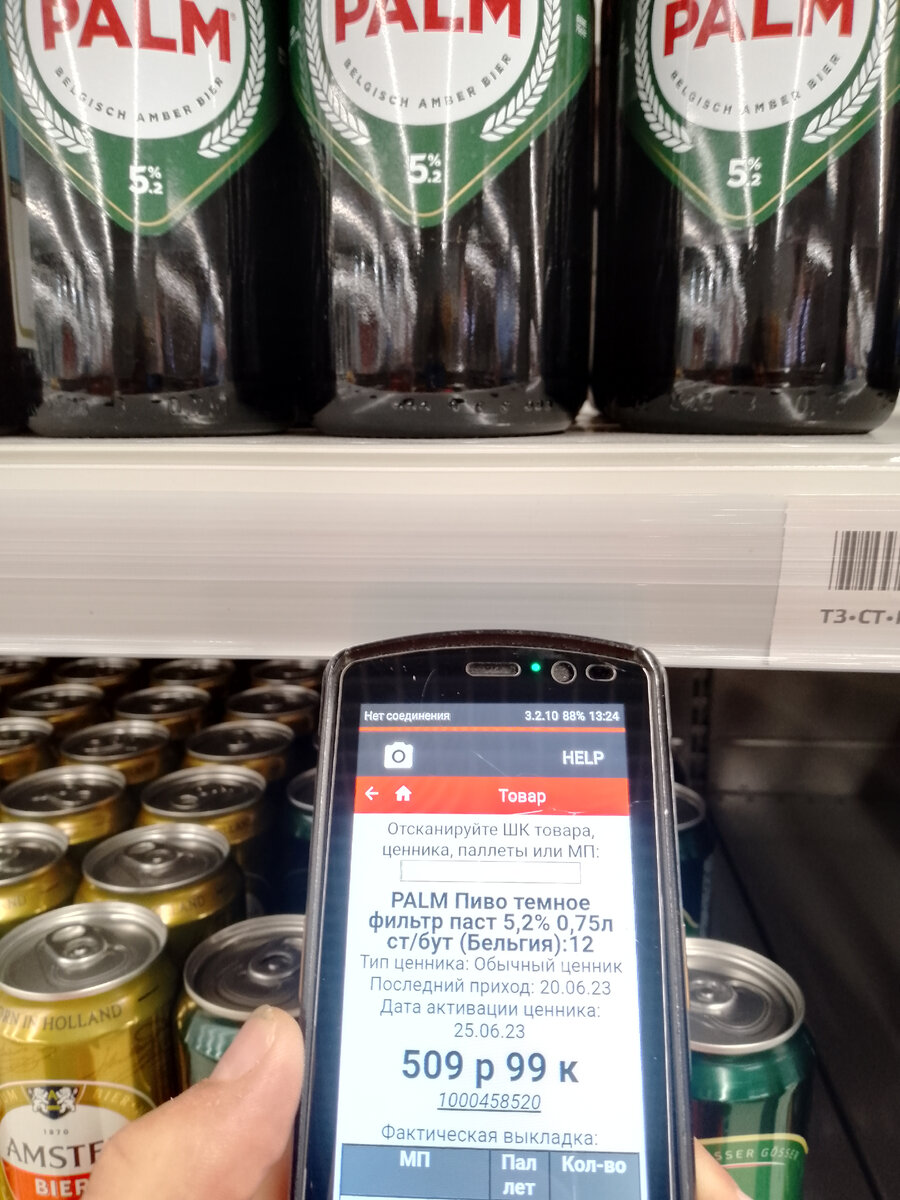 PALM
BELGISCH AMBER BIER
5%.2
PALM
BELGISCH AMBER BIER
5%.2
PALM
BELGISCH AMBER BIER
5%.2
ТЗ•СТ•
Нет соединения 3.2.10 88% 13:24
HELP
Товар
Отсканируйте ШК товара,
ценника, паллеты или МП:
PALM Пиво темное
фильтр паст 5,2% 0,75л
ст/бут (Бельгия):12
Тип ценника: Обычный ценник
Последний приход: 20.06.23
Дата активации ценника:
25.06.23
509 р 99 к
1000458520
Фактическая выкладка:
МП Пал Кол-во
лет
RN IN HOLLAND
1870
AMSTE
BIER
SSER GÖSSER